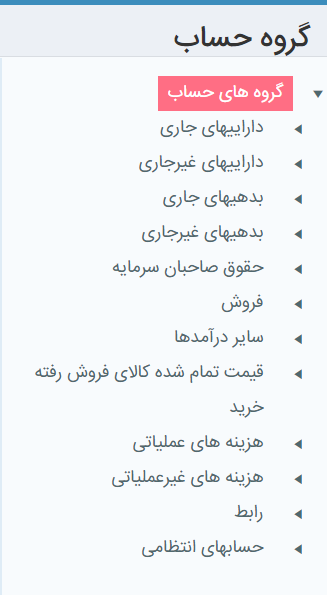 گروه حساب
گروه های حساب
داراییهای جاری
داراییهای غیرجاری
بدهیهای جاری
بدهیهای غیرجاری
حقوق صاحبان سرمایه
فروش
سایر درآمدها
قیمت تمام شده کالای فروش رفته
خرید
هزینه های عملیاتی
هزینه های غیرعملیاتی
رابط
حسابهای انتظامی